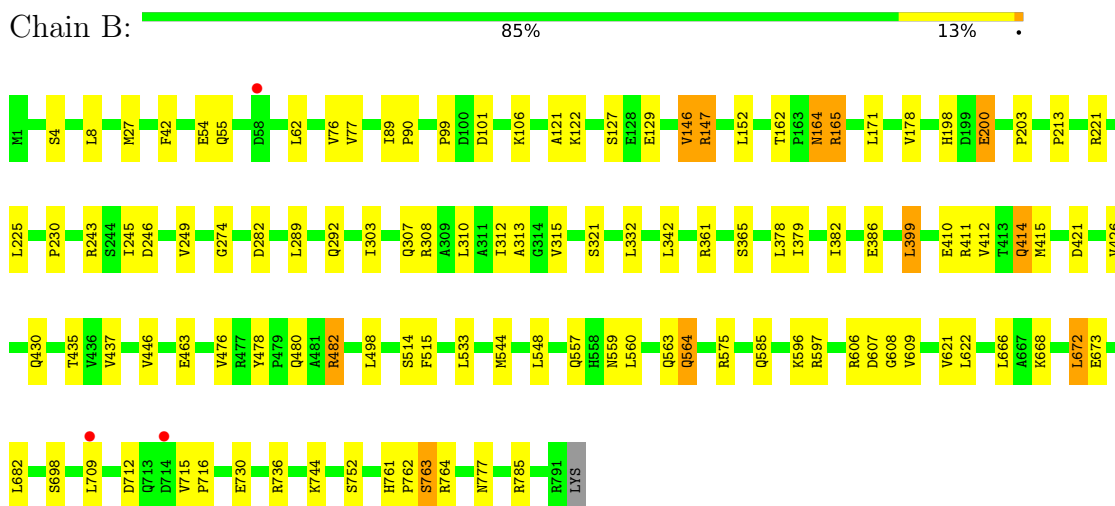 Chain B:
85% 13% •
M1 S4 L8 M27 F42 E54 Q55 D58 L62 V76 V77 I89 P90 P99 D100 D101 K106 A121 K122 S127 E128 E129 V146 R147 L152 T162 P163 N164 R165 L171 V178 H198 D199 E200 P203 P213 R221
L225 P230 R243 S244 I245 D246 V249 G274 D282 L289 Q292 I303 Q307 R308 A309 L310 A311 I312 A313 G314 V315 S321 L332 L342 R361 S365 L378 I379 I382 E386 L399 E410 R411 V412 T413 Q414 M415 D421 V426
Q430 T435 V436 V437 V446 E463 V476 R477 Y478 P479 Q480 A481 R482 L498 S514 F515 L533 M544 L548 Q557 H558 N559 L560 Q563 Q564 R575 Q585 K596 R597 R606 D607 G608 V609 V621 L622 L666 A667 K668 L672 E673
L682 S698 L709 D712 Q713 D714 V715 P716 E730 R736 K744 S752 H761 P762 S763 R764 N777 R785 R791 LYS